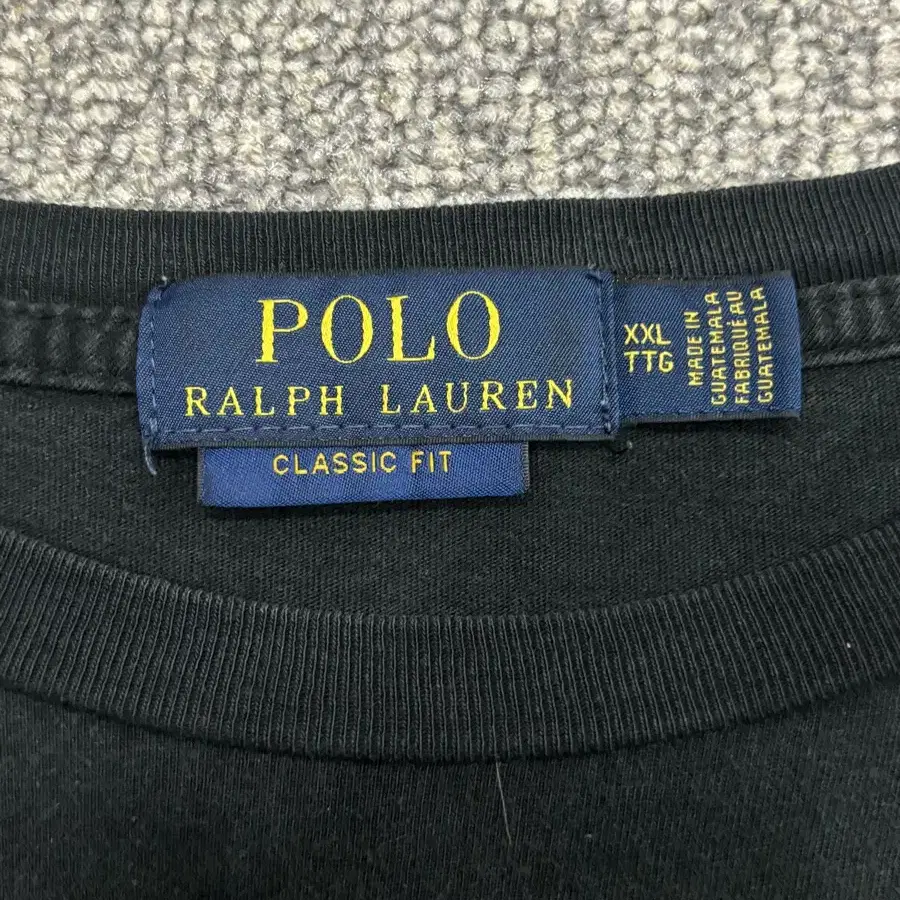 POLO
RALPH LAUREN
CLASSIC FIT
XXL
TTG
MADE IN
GUATEMALA
FABRIQUÉ AU
GUATEMALA